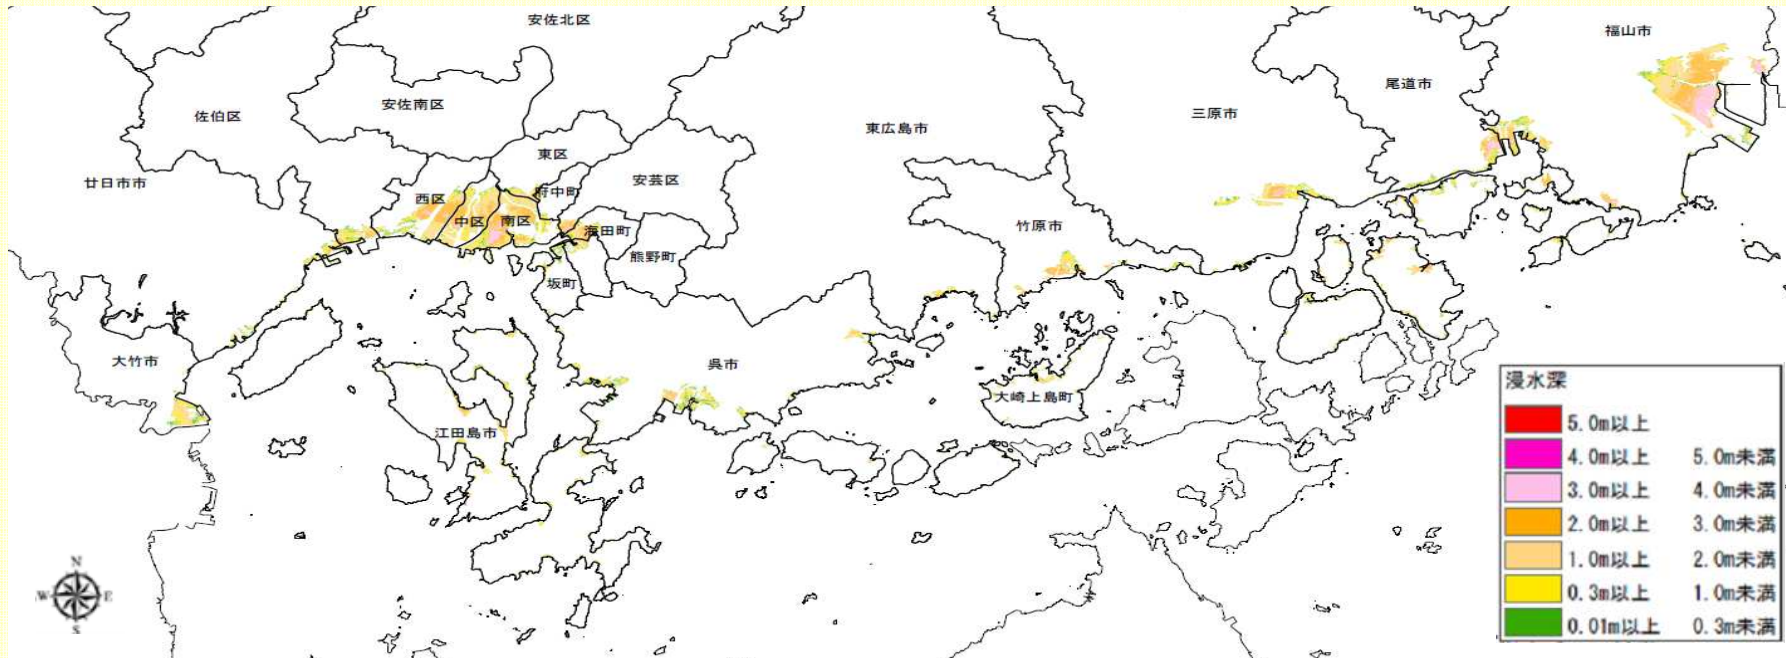 安佐北区
福山市
尾道市
安佐南区
佐伯区
三原市
東広島市
東区
廿日市市
安芸区
府中町
西区
中区
南区
竹原市
海田町
熊野町
坂町
大竹市
呉市
大崎上島町
江田島市
浸水深
5.0m以上
4.0m以上 5.0m未満
3.0m以上 4.0m未満
2.0m以上 3.0m未満
1.0m以上 2.0m未満
0.3m以上 1.0m未満
0.01m以上 0.3m未満
N
W
E
S